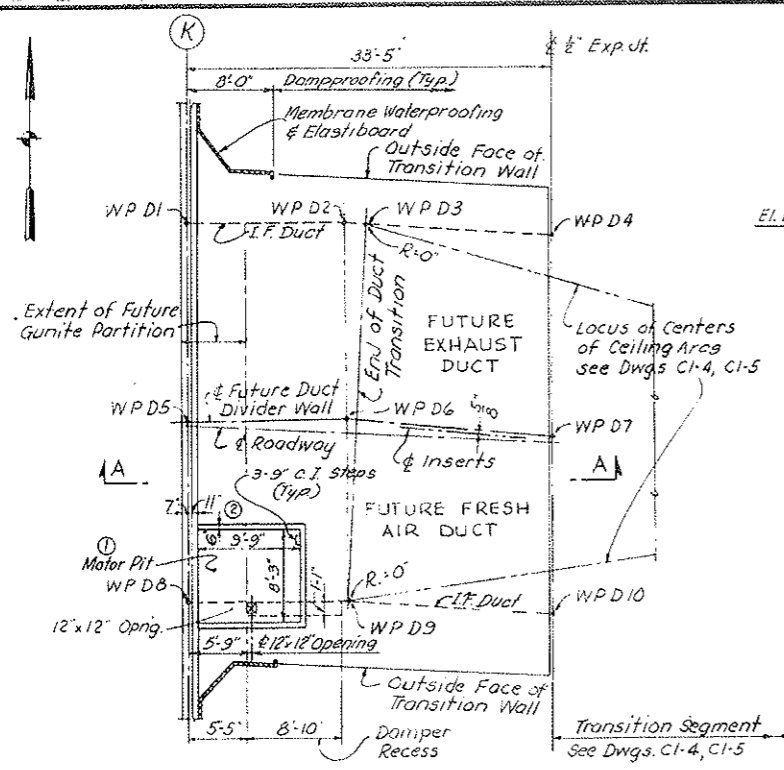 K
℄ ½" Exp. Jt.
33'-5"
8'-0"
Dampproofing (Typ.)
Membrane Waterproofing
& Elastiboard
Outside Face of
Transition Wall
WP D1
WP D2
WP D3
WP D4
I.F. Duct
R=0"
El.
Extent of Future
Gunite Partition
End of Duct
Transition
FUTURE
EXHAUST
DUCT
Locus of Centers
of Ceiling Arcs
see Dwgs C1-4, C1-5
℄ Future Duct
Divider Wall
WP D5
WP D6
WP D7
℄ Roadway
℄ Inserts
A
A
3-9" C.I. Steps
(Typ.)
7"
11"
②
FUTURE FRESH
AIR DUCT
6"
9'-9"
①
Motor Pit
8'-3"
1'-1"
R=0"
WP D8
I.F. Duct
WP D10
12"x12" Opng.
WP D9
5'-9"
℄ 12"x12" Opening
Outside Face of
Transition Wall
5'-5"
8'-10"
Damper
Recess
Transition Segment
See Dwgs. C1-4, C1-5